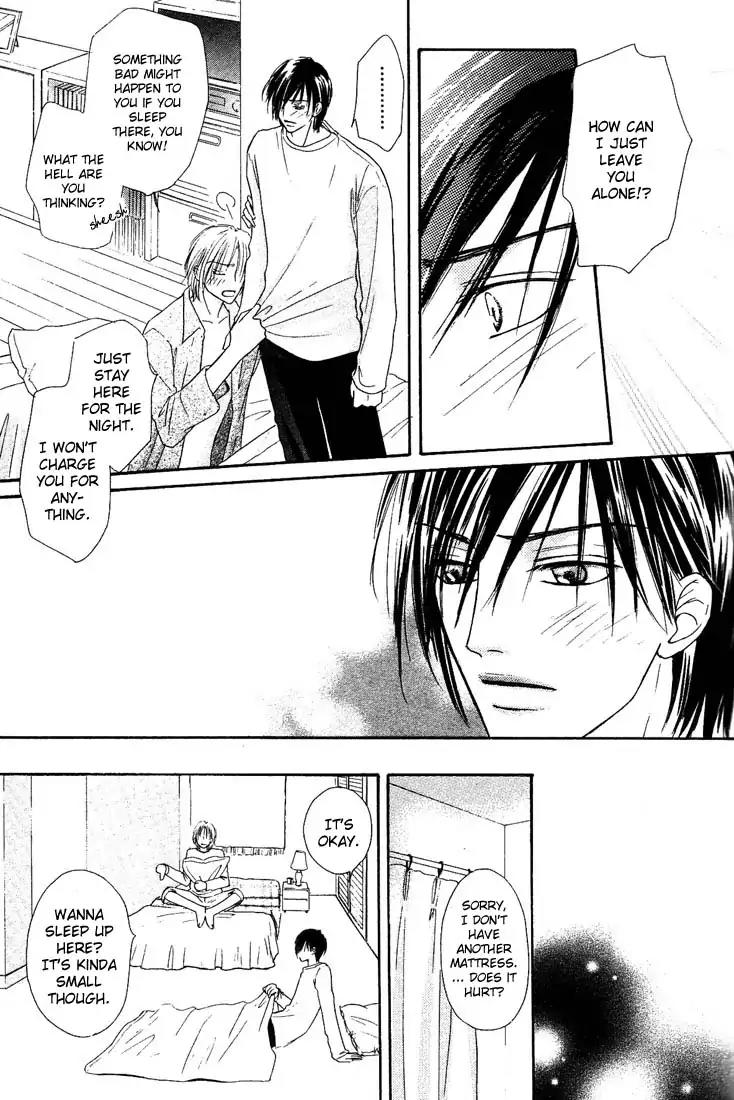 HOW CAN
I JUST
LEAVE
YOU
ALONE!?
.........
SOMETHING
BAD MIGHT
HAPPEN TO
YOU IF YOU
SLEEP
THERE, YOU
KNOW!
WHAT THE
HELL ARE
YOU
THINKING?
sheesh
JUST
STAY
HERE
FOR THE
NIGHT.
I WON'T
CHARGE
YOU FOR
ANY-
THING.
SORRY,
I DON'T
HAVE
ANOTHER
MATTRESS.
... DOES IT
HURT?
IT'S
OKAY.
WANNA
SLEEP UP
HERE?
IT'S KINDA
SMALL
THOUGH.